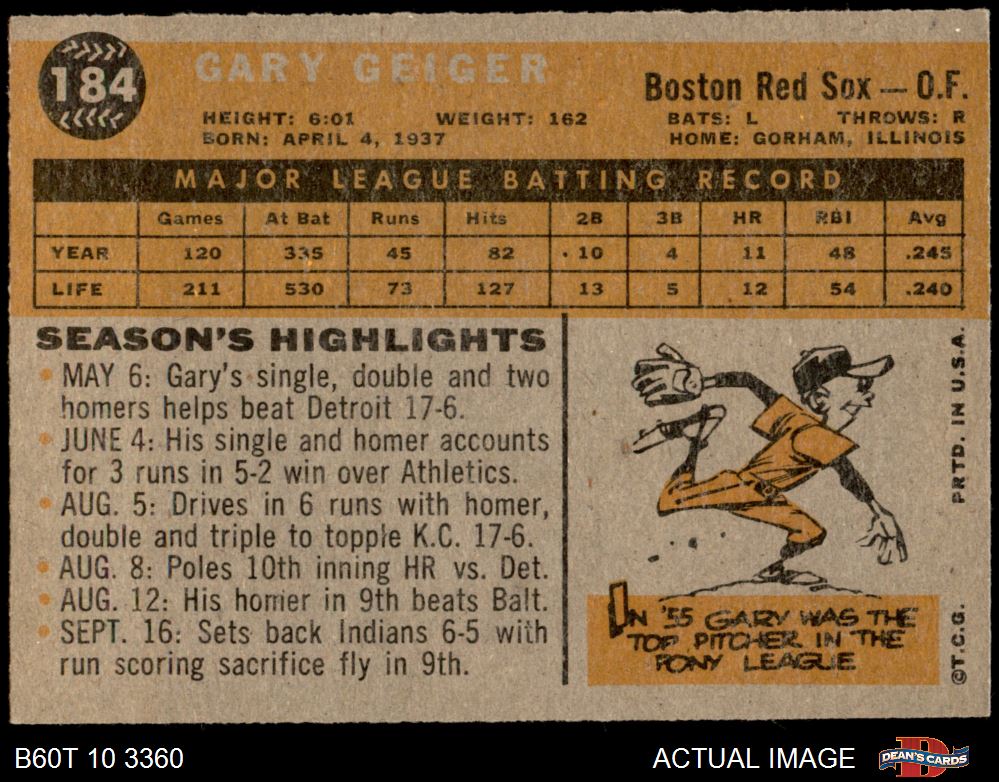 184
GARY GEIGER
Boston Red Sox — O.F.
HEIGHT: 6:01 WEIGHT: 162 BATS: L THROWS: R
BORN: APRIL 4, 1937 HOME: GORHAM, ILLINOIS
MAJOR LEAGUE BATTING RECORD
Games At Bat Runs Hits 2B 3B HR RBI Avg
YEAR 120 335 45 82 10 4 11 48 .245
LIFE 211 530 73 127 13 5 12 54 .240
SEASON'S HIGHLIGHTS
• MAY 6: Gary's single, double and two
homers helps beat Detroit 17-6.
• JUNE 4: His single and homer accounts
for 3 runs in 5-2 win over Athletics.
• AUG. 5: Drives in 6 runs with homer,
double and triple to topple K.C. 17-6.
• AUG. 8: Poles 10th inning HR vs. Det.
• AUG. 12: His homer in 9th beats Balt.
• SEPT. 16: Sets back Indians 6-5 with
run scoring sacrifice fly in 9th.
IN '55 GARY WAS THE
TOP PITCHER IN THE
PONY LEAGUE
©T.C.G. PRTD. IN U.S.A.
B60T 10 3360 ACTUAL IMAGE DEAN'S CARDS